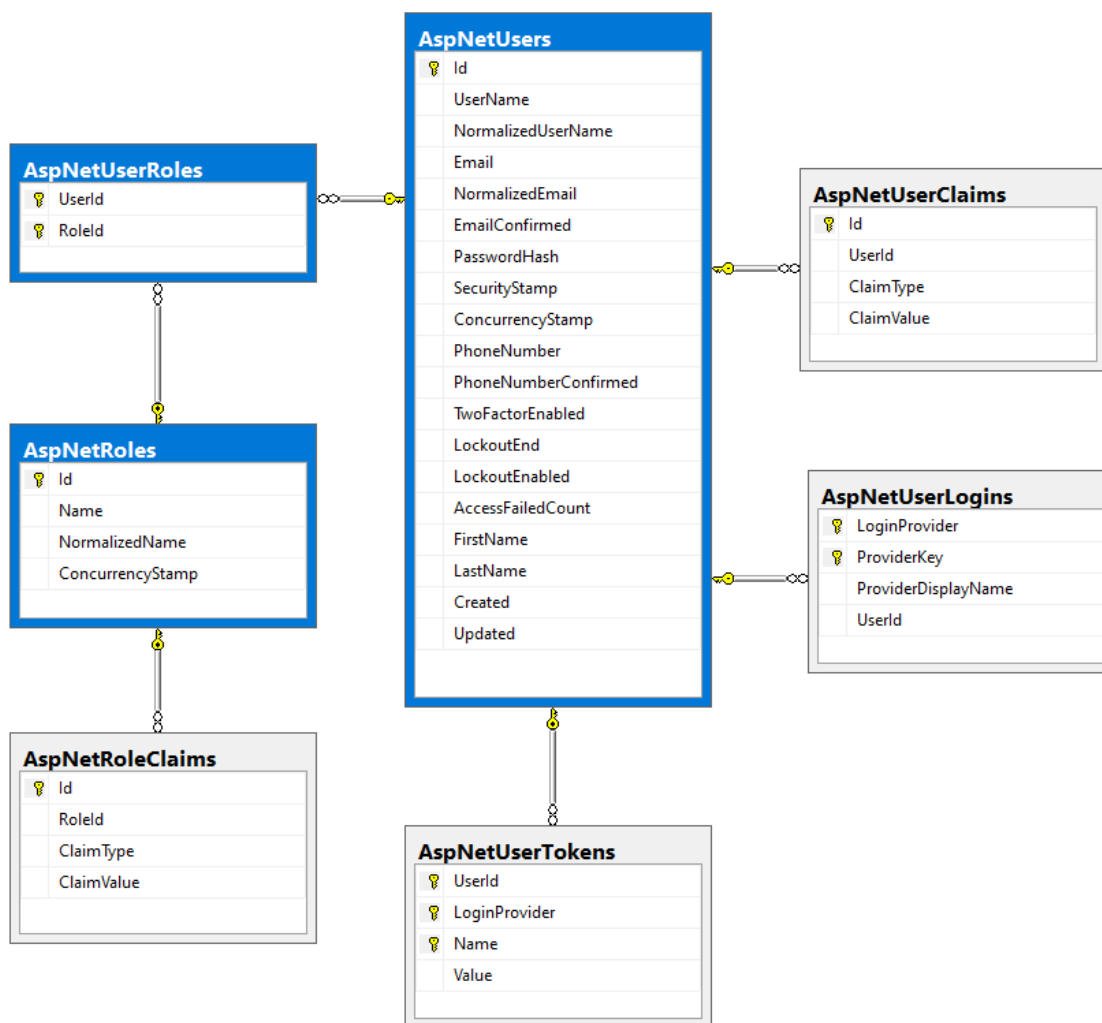 AspNetUsers
Id
UserName
NormalizedUserName
Email
NormalizedEmail
EmailConfirmed
PasswordHash
SecurityStamp
ConcurrencyStamp
PhoneNumber
PhoneNumberConfirmed
TwoFactorEnabled
LockoutEnd
LockoutEnabled
AccessFailedCount
FirstName
LastName
Created
Updated
AspNetUserRoles
UserId
RoleId
AspNetRoles
Id
Name
NormalizedName
ConcurrencyStamp
AspNetRoleClaims
Id
RoleId
ClaimType
ClaimValue
AspNetUserClaims
Id
UserId
ClaimType
ClaimValue
AspNetUserLogins
LoginProvider
ProviderKey
ProviderDisplayName
UserId
AspNetUserTokens
UserId
LoginProvider
Name
Value